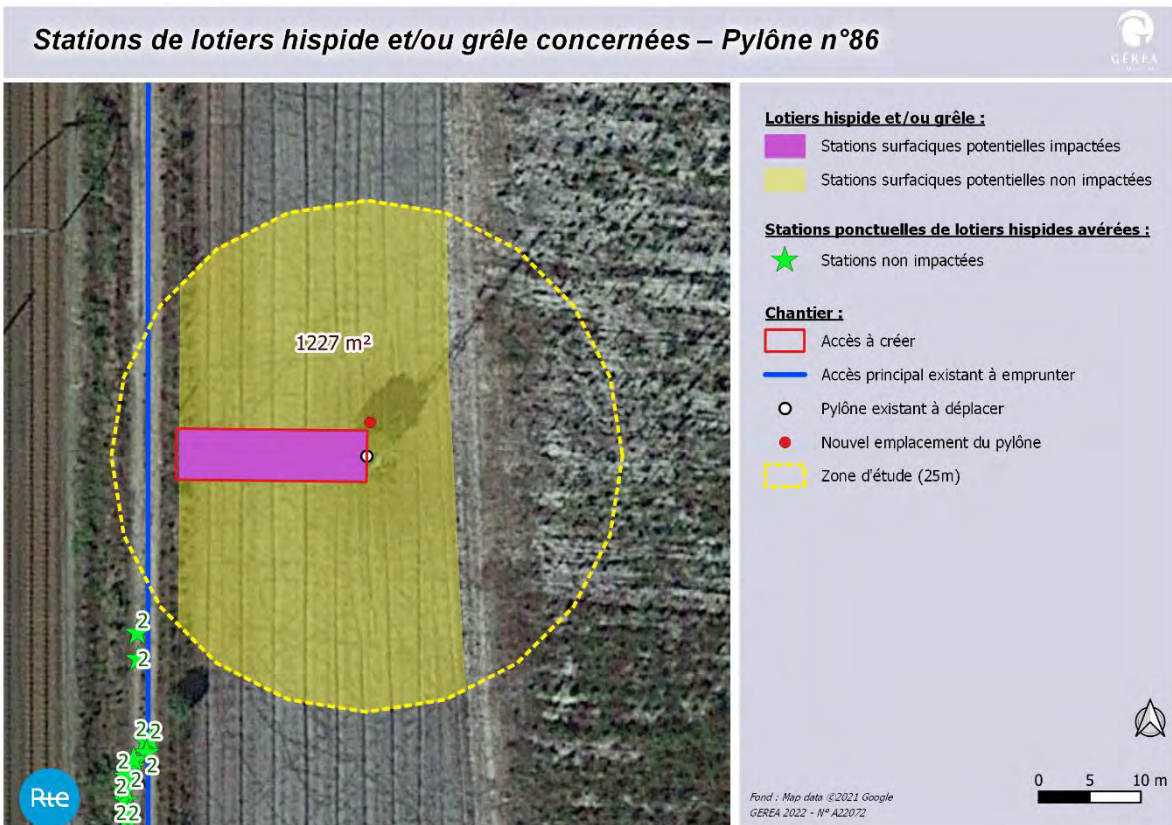 Stations de lotiers hispide et/ou grêle concernées – Pylône n°86
GEREA
1227 m²
2
2
22
2
2
2
2
22
Rte
Lotiers hispide et/ou grêle :
Stations surfaciques potentielles impactées
Stations surfaciques potentielles non impactées
Stations ponctuelles de lotiers hispides avérées :
Stations non impactées
Chantier :
Accès à créer
Accès principal existant à emprunter
Pylône existant à déplacer
Nouvel emplacement du pylône
Zone d'étude (25m)
0 5 10 m
Fond : Map data ©2021 Google
GEREA 2022 - N° A22072